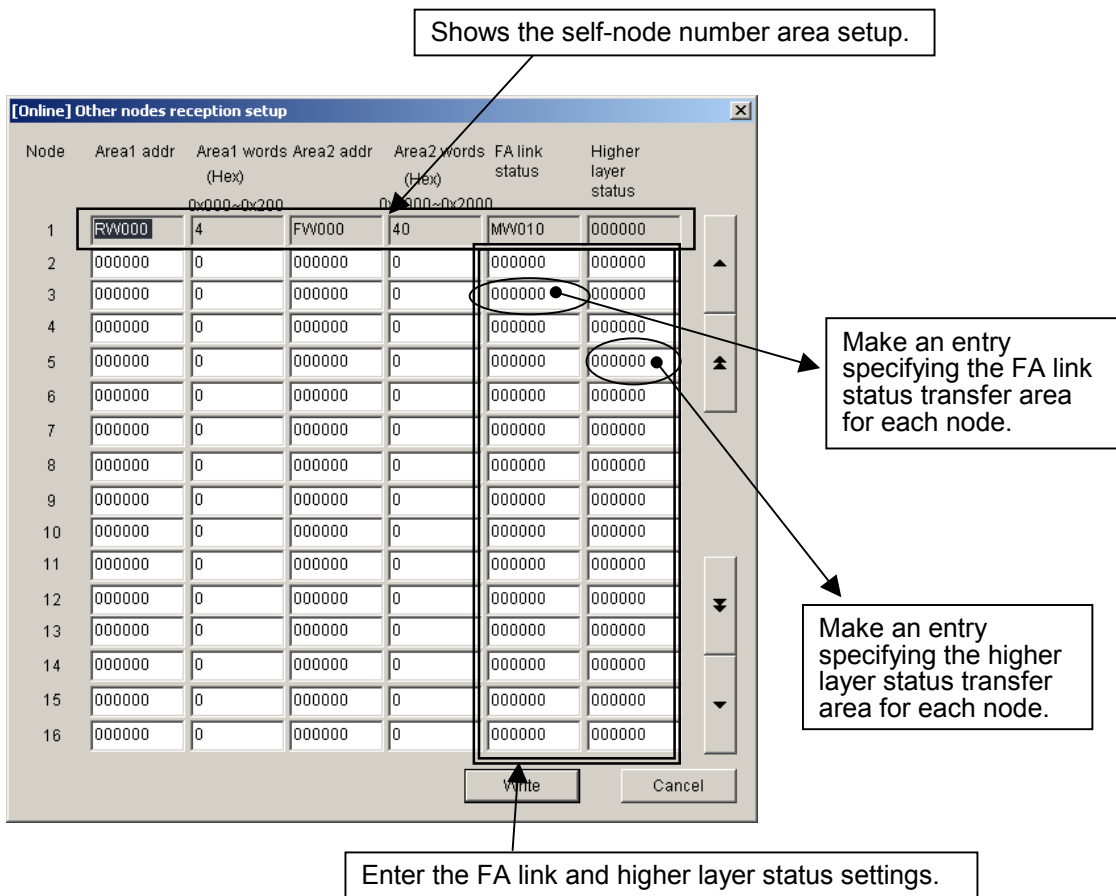 Shows the self-node number area setup.
[Online] Other nodes reception setup
Node Area1 addr Area1 words Area2 addr Area2 words FA link Higher
(Hex) (Hex) status layer
status
0x000~0x200 000~0x2000
1 RW000 4 FW000 40 MW010 000000
2 000000 0 000000 0 000000 000000
3 000000 0 000000 0 000000 000000
4 000000 0 000000 0 000000 000000
5 000000 0 000000 0 000000 000000
6 000000 0 000000 0 000000 000000
7 000000 0 000000 0 000000 000000
8 000000 0 000000 0 000000 000000
9 000000 0 000000 0 000000 000000
10 000000 0 000000 0 000000 000000
11 000000 0 000000 0 000000 000000
12 000000 0 000000 0 000000 000000
13 000000 0 000000 0 000000 000000
14 000000 0 000000 0 000000 000000
15 000000 0 000000 0 000000 000000
16 000000 0 000000 0 000000 000000
Write Cancel
Make an entry
specifying the FA link
status transfer area
for each node.
Make an entry
specifying the higher
layer status transfer
area for each node.
Enter the FA link and higher layer status settings.